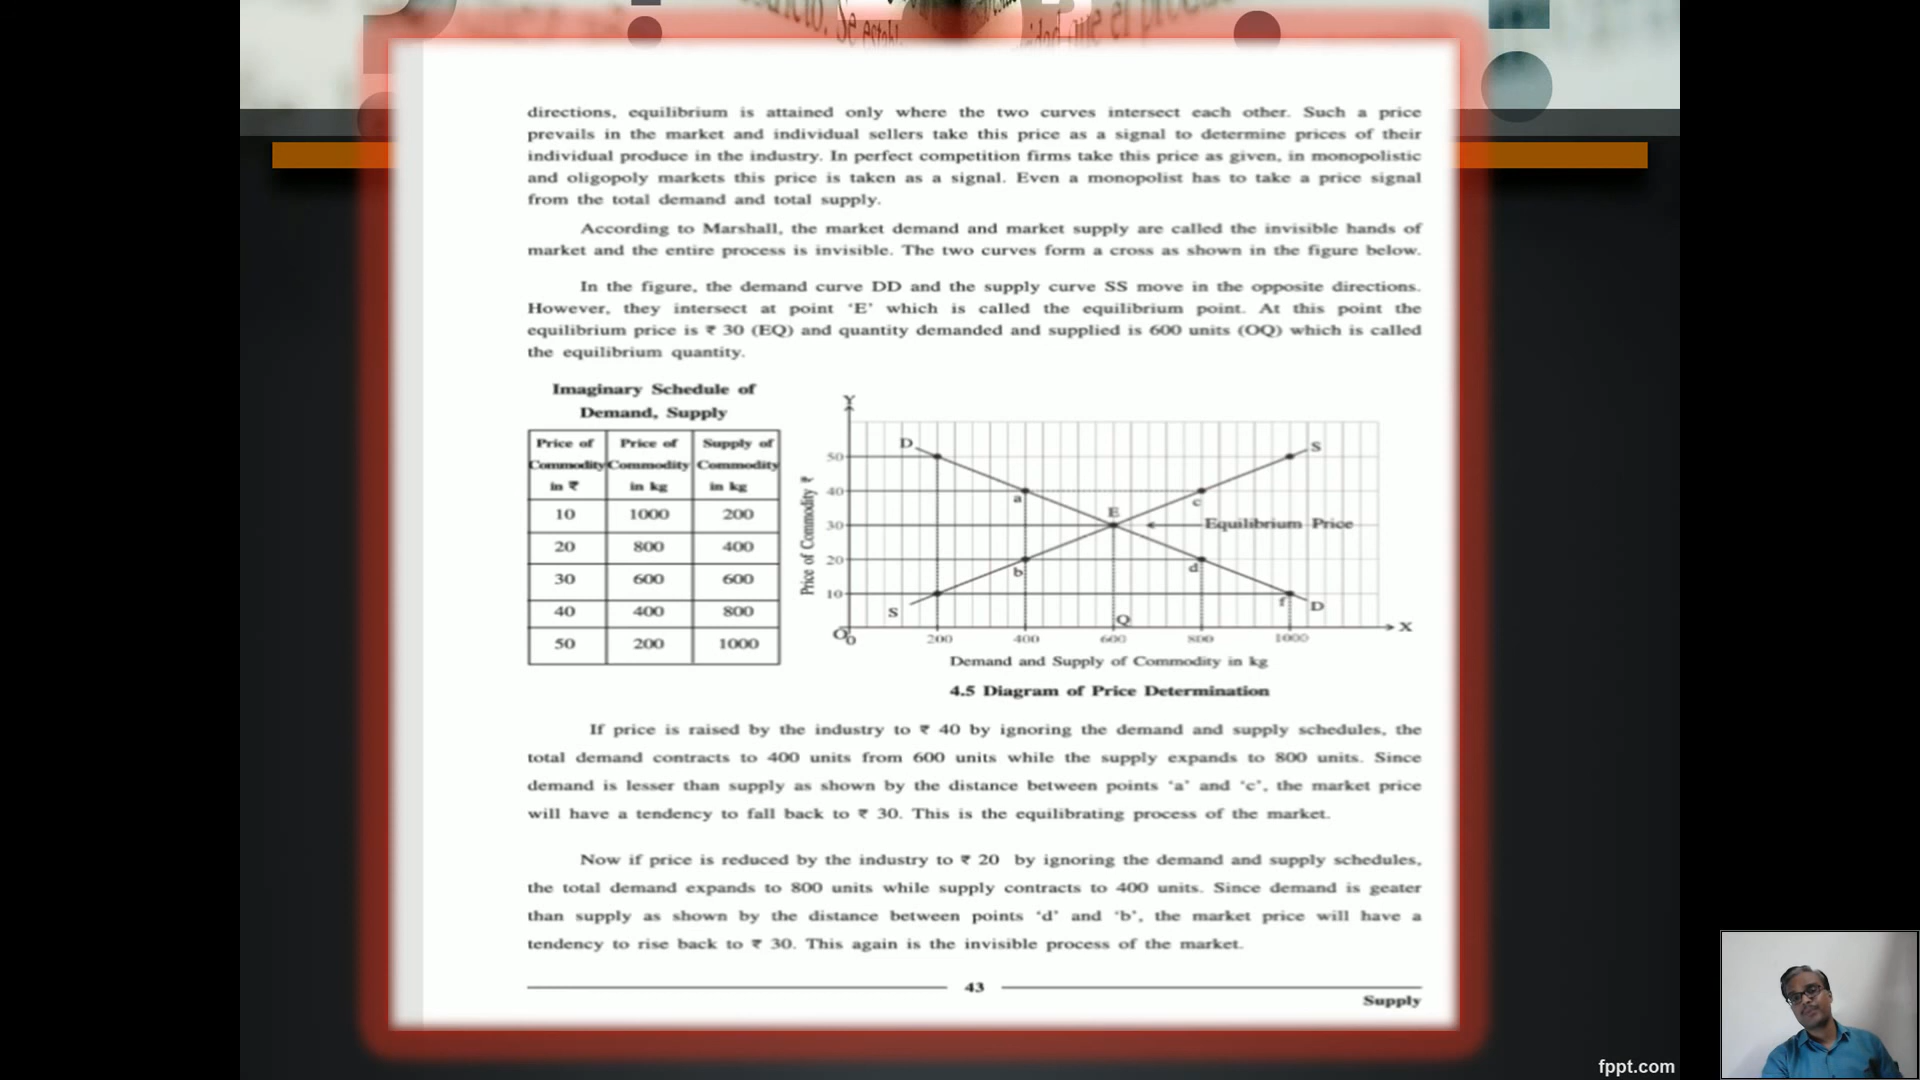 directions, equilibrium is attained only where the two curves intersect each other. Such a price
prevails in the market and individual sellers take this price as a signal to determine prices of their
individual produce in the industry. In perfect competition firms take this price as given, in monopolistic
and oligopoly markets this price is taken as a signal. Even a monopolist has to take a price signal
from the total demand and total supply.
According to Marshall, the market demand and market supply are called the invisible hands of
market and the entire process is invisible. The two curves form a cross as shown in the figure below.
In the figure, the demand curve DD and the supply curve SS move in the opposite directions.
However, they intersect at point ‘E’ which is called the equilibrium point. At this point the
equilibrium price is ₹ 30 (EQ) and quantity demanded and supplied is 600 units (OQ) which is called
the equilibrium quantity.
Imaginary Schedule of
Demand, Supply
Price of Price of Supply of
Commodity Commodity Commodity
in ₹ in kg in kg
10 1000 200
20 800 400
30 600 600
40 400 800
50 200 1000
Y
D S
50
40 a c
E
30 Equilibrium Price
20 b d
10 f D
S
Q
O 0 200 400 600 800 1000 X
Price of Commodity ₹
Demand and Supply of Commodity in kg
4.5 Diagram of Price Determination
If price is raised by the industry to ₹ 40 by ignoring the demand and supply schedules, the
total demand contracts to 400 units from 600 units while the supply expands to 800 units. Since
demand is lesser than supply as shown by the distance between points ‘a’ and ‘c’, the market price
will have a tendency to fall back to ₹ 30. This is the equilibrating process of the market.
Now if price is reduced by the industry to ₹ 20 by ignoring the demand and supply schedules,
the total demand expands to 800 units while supply contracts to 400 units. Since demand is geater
than supply as shown by the distance between points ‘d’ and ‘b’, the market price will have a
tendency to rise back to ₹ 30. This again is the invisible process of the market.
43
Supply
fppt.com